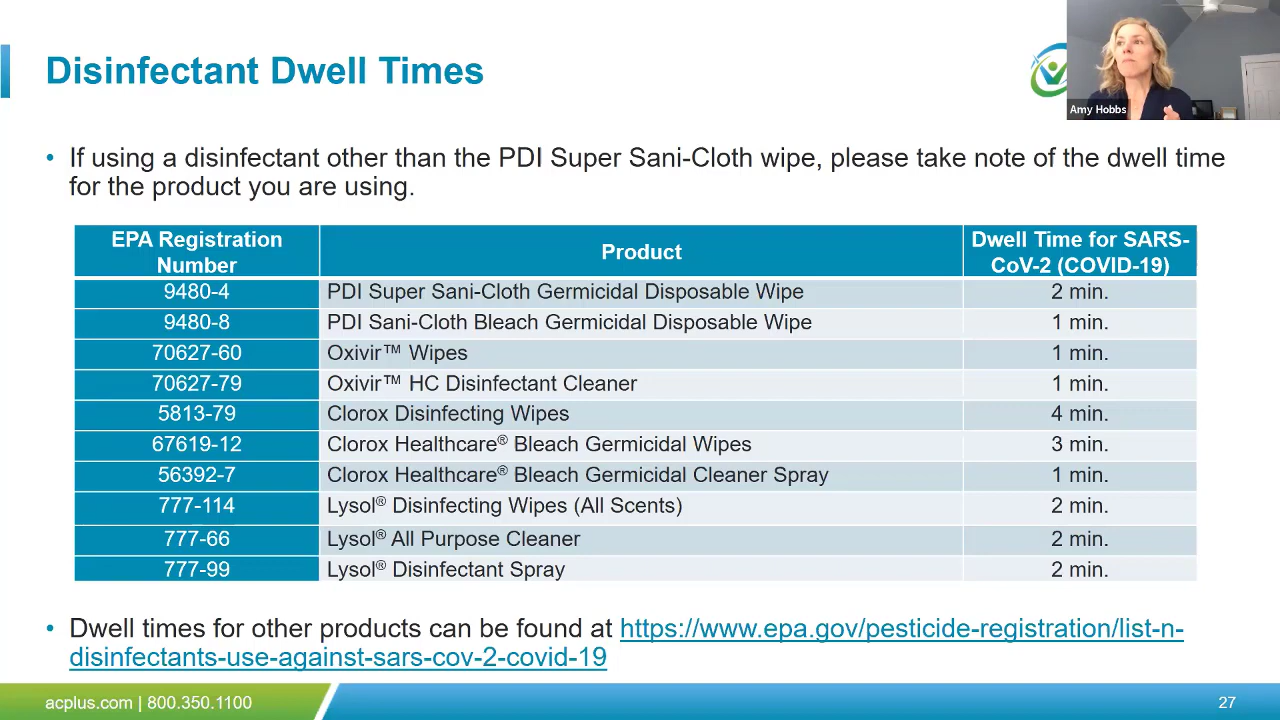 Disinfectant Dwell Times
Amy Hobbs
• If using a disinfectant other than the PDI Super Sani-Cloth wipe, please take note of the dwell time
for the product you are using.
EPA Registration Number Product Dwell Time for SARS-CoV-2 (COVID-19)
9480-4 PDI Super Sani-Cloth Germicidal Disposable Wipe 2 min.
9480-8 PDI Sani-Cloth Bleach Germicidal Disposable Wipe 1 min.
70627-60 Oxivir™ Wipes 1 min.
70627-79 Oxivir™ HC Disinfectant Cleaner 1 min.
5813-79 Clorox Disinfecting Wipes 4 min.
67619-12 Clorox Healthcare® Bleach Germicidal Wipes 3 min.
56392-7 Clorox Healthcare® Bleach Germicidal Cleaner Spray 1 min.
777-114 Lysol® Disinfecting Wipes (All Scents) 2 min.
777-66 Lysol® All Purpose Cleaner 2 min.
777-99 Lysol® Disinfectant Spray 2 min.
• Dwell times for other products can be found at https://www.epa.gov/pesticide-registration/list-n-
disinfectants-use-against-sars-cov-2-covid-19
acplus.com | 800.350.1100
27